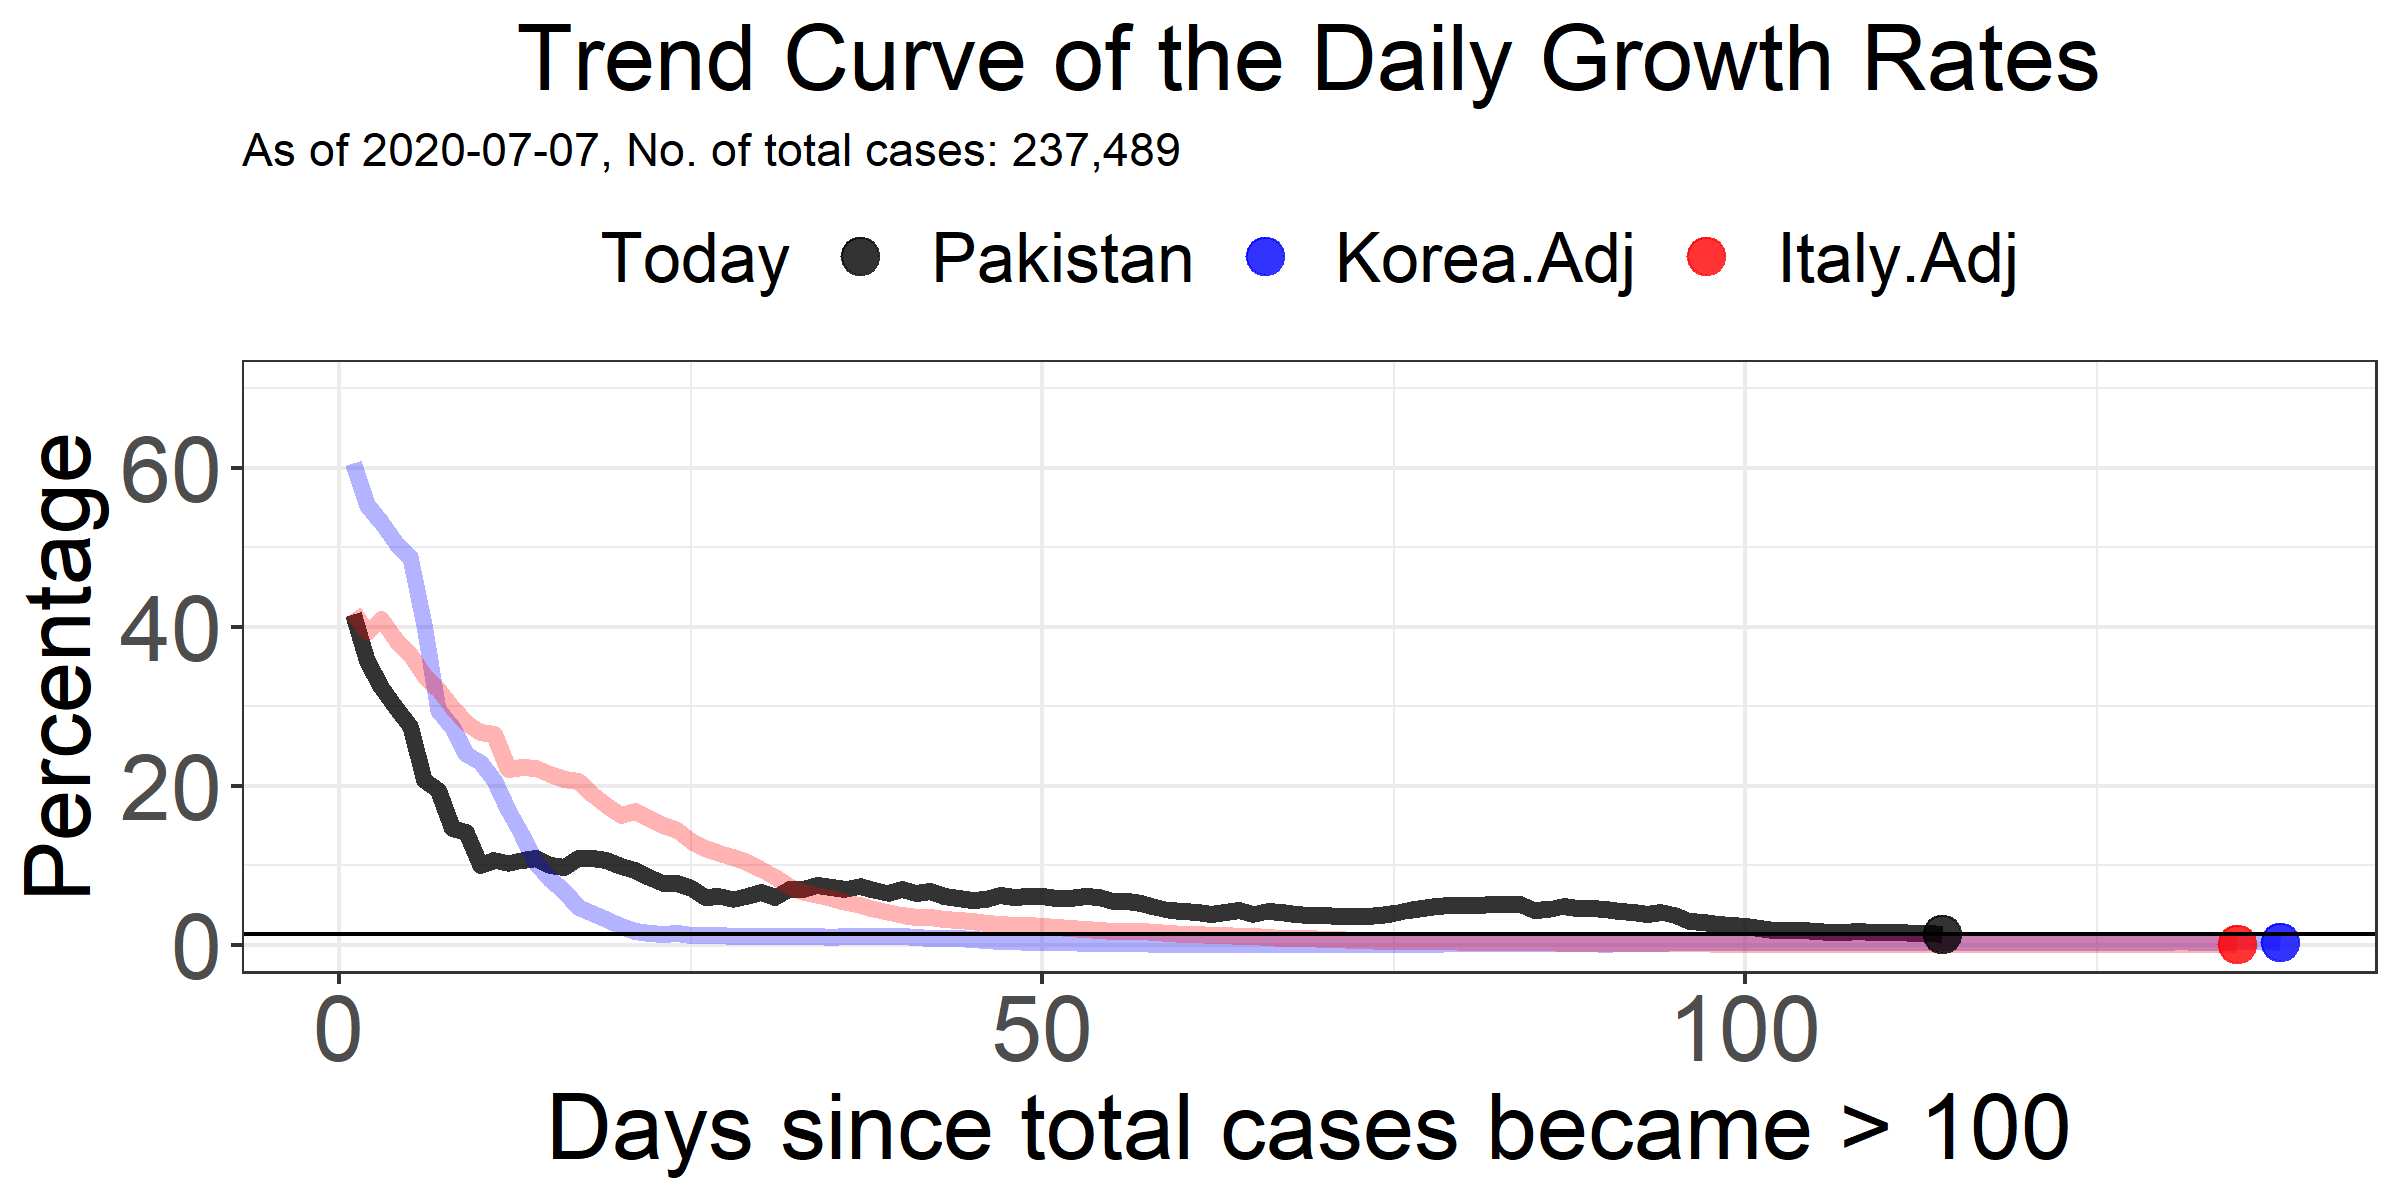 Trend Curve of the Daily Growth Rates
As of 2020-07-07, No. of total cases: 237,489
Today Pakistan Korea.Adj Italy.Adj
Percentage
60
40
20
0
0 50 100
Days since total cases became > 100